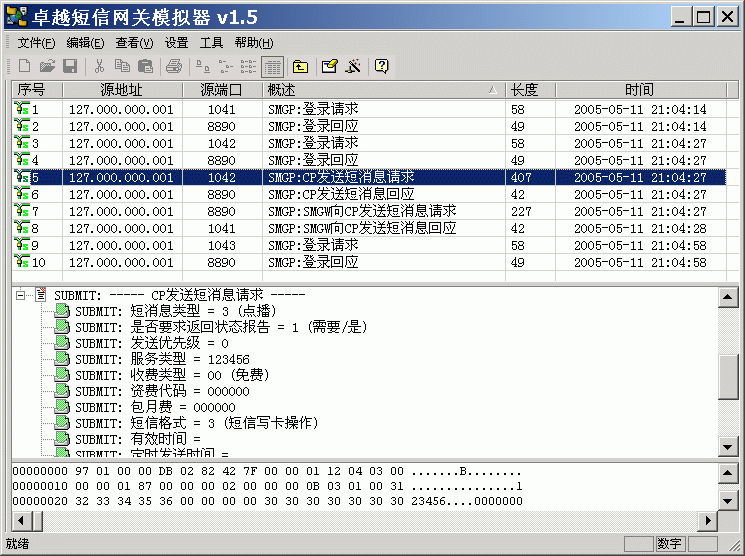 卓越短信网关模拟器 v1.5
文件(F) 编辑(E) 查看(V) 设置 工具 帮助(H)
序号 源地址 源端口 概述 长度 时间
1 127.000.000.001 1041 SMGP:登录请求 58 2005-05-11 21:04:14
2 127.000.000.001 8890 SMGP:登录回应 49 2005-05-11 21:04:14
3 127.000.000.001 1042 SMGP:登录请求 58 2005-05-11 21:04:27
4 127.000.000.001 8890 SMGP:登录回应 49 2005-05-11 21:04:27
5 127.000.000.001 1042 SMGP:CP发送短消息请求 407 2005-05-11 21:04:27
6 127.000.000.001 8890 SMGP:CP发送短消息回应 42 2005-05-11 21:04:27
7 127.000.000.001 8890 SMGP:SMGW向CP发送短消息请求 227 2005-05-11 21:04:27
8 127.000.000.001 1041 SMGP:SMGW向CP发送短消息回应 42 2005-05-11 21:04:28
9 127.000.000.001 1043 SMGP:登录请求 58 2005-05-11 21:04:58
10 127.000.000.001 8890 SMGP:登录回应 49 2005-05-11 21:04:58
SUBMIT: ----- CP发送短消息请求 -----
SUBMIT: 短消息类型 = 3 (点播)
SUBMIT: 是否要求返回状态报告 = 1 (需要/是)
SUBMIT: 发送优先级 = 0
SUBMIT: 服务类型 = 123456
SUBMIT: 收费类型 = 00 (免费)
SUBMIT: 资费代码 = 000000
SUBMIT: 包月费 = 000000
SUBMIT: 短信格式 = 3 (短信写卡操作)
SUBMIT: 有效时间 =
SUBMIT: 定时发送时间 =
00000000 97 01 00 00 DB 02 82 42 7F 00 00 01 12 04 03 00 .......B........
00000010 00 00 01 87 00 00 00 02 00 00 00 0B 03 01 00 31 ...............1
00000020 32 33 34 35 36 00 00 00 00 30 30 30 30 30 30 30 23456....0000000
就绪 数字